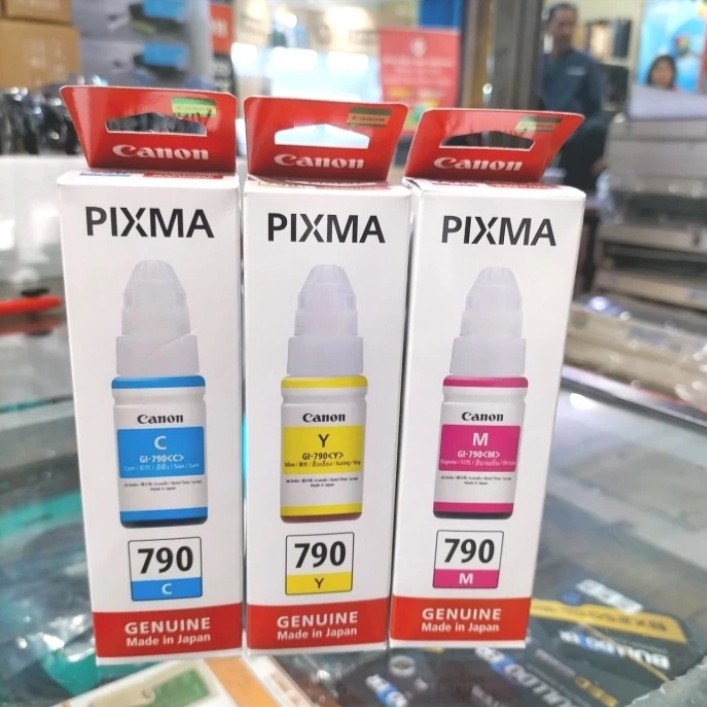 Canon
PIXMA
Canon
C
GI-790<C>
790
C
GENUINE
Made in Japan
Canon
PIXMA
Canon
Y
GI-790<Y>
790
Y
GENUINE
Made in Japan
Canon
PIXMA
Canon
M
GI-790<M>
790
M
GENUINE
Made in Japan